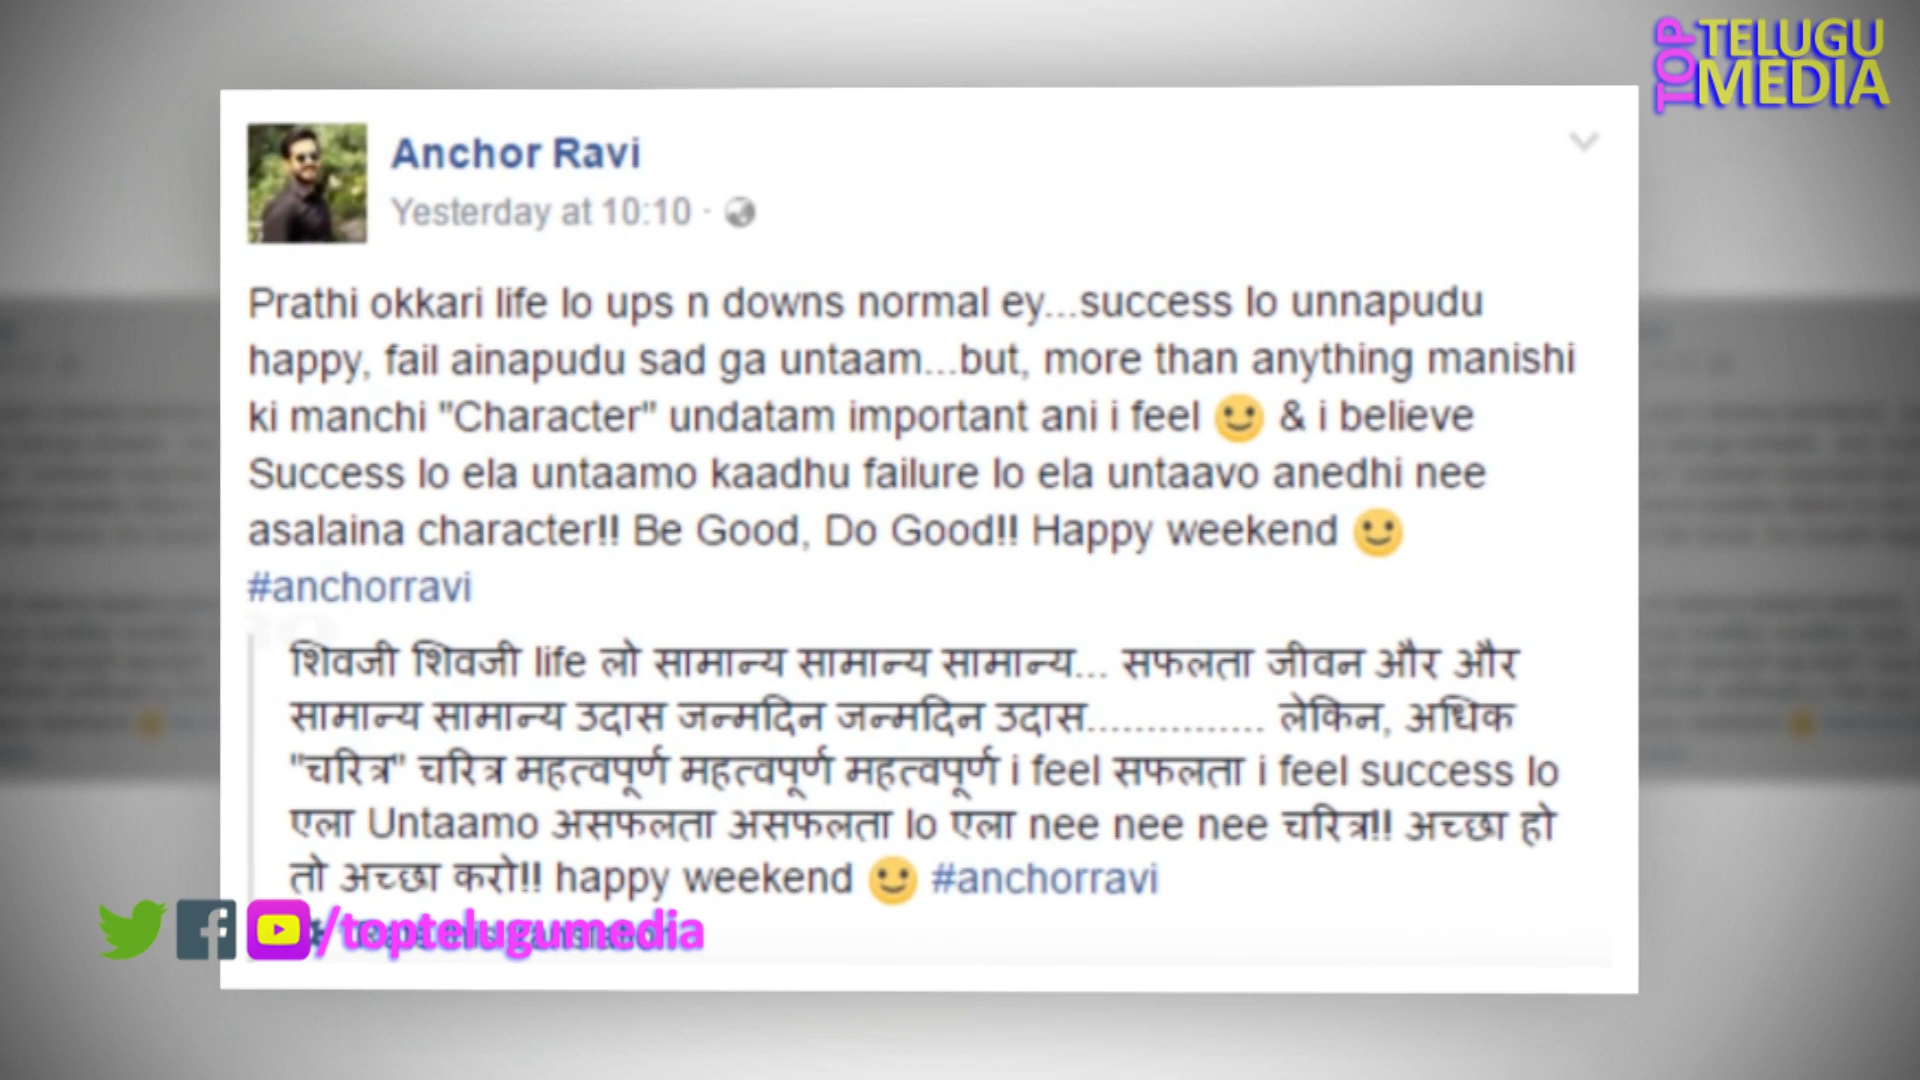 TOP TELUGU MEDIA
Anchor Ravi
Yesterday at 10:10 ·
Prathi okkari life lo ups n downs normal ey...success lo unnapudu
happy, fail ainapudu sad ga untaam...but, more than anything manishi
ki manchi "Character" undatam important ani i feel 🙂 & i believe
Success lo ela untaamo kaadhu failure lo ela untaavo anedhi nee
asalaina character!! Be Good, Do Good!! Happy weekend 🙂
#anchorravi
शिवजी शिवजी life लो सामान्य सामान्य सामान्य... सफलता जीवन और और
सामान्य सामान्य उदास जन्मदिन जन्मदिन उदास............... लेकिन, अधिक
"चरित्र" चरित्र महत्वपूर्ण महत्वपूर्ण महत्वपूर्ण i feel सफलता i feel success lo
एला Untaamo असफलता असफलता lo एला nee nee nee चरित्र!! अच्छा हो
तो अच्छा करो!! happy weekend 🙂 #anchorravi
/toptelugumedia